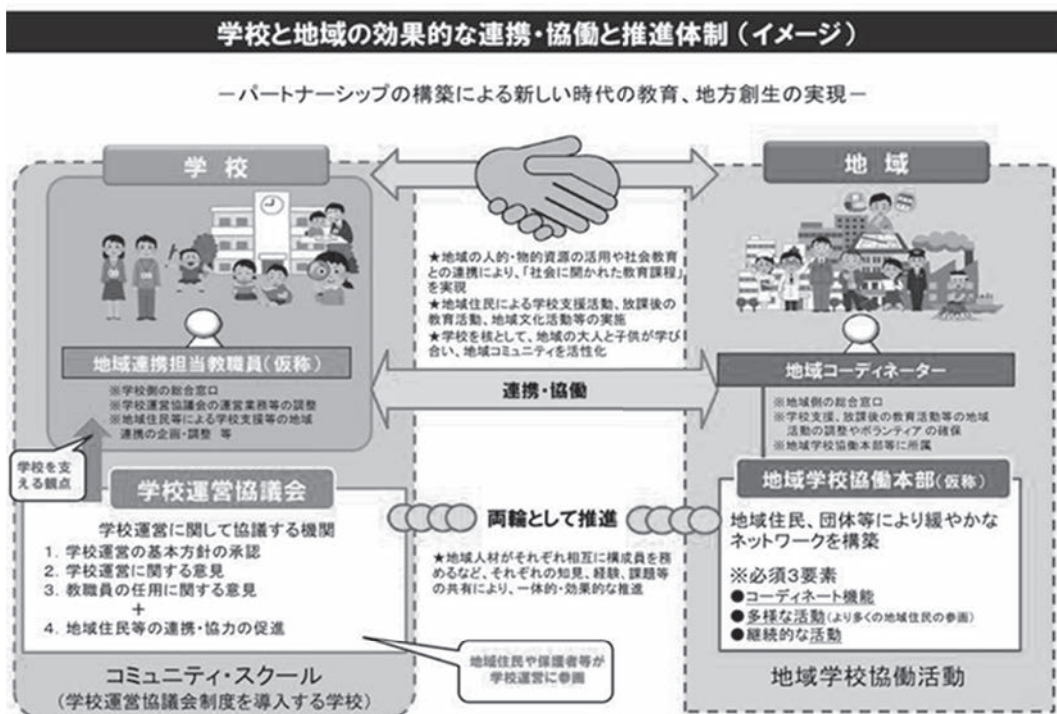 学校と地域の効果的な連携・協働と推進体制（イメージ）
－パートナーシップの構築による新しい時代の教育、地方創生の実現－
学校
地域連携担当教職員(仮称)
※学校側の総合窓口
※学校運営協議会の運営業務等の調整
※地域住民等による学校支援等の地域
連携の企画・調整 等
学校を支
える観点
学校運営協議会
学校運営に関して協議する機関
1. 学校運営の基本方針の承認
2. 学校運営に関する意見
3. 教職員の任用に関する意見
+
4. 地域住民等の連携・協力の促進
コミュニティ・スクール
(学校運営協議会制度を導入する学校)
★地域の人的・物的資源の活用や社会教育
との連携により、「社会に開かれた教育課程」
を実現
★地域住民による学校支援活動、放課後の
教育活動、地域文化活動等の実施
★学校を核として、地域の大人と子供が学び
合い、地域コミュニティを活性化
連携・協働
両輪として推進
★地域人材がそれぞれ相互に構成員を務
めるなど、それぞれの知見、経験、課題等
の共有により、一体的・効果的な推進
地域住民や保護者等が
学校運営に参画
地域
地域コーディネーター
※地域側の総合窓口
※学校支援、放課後の教育活動等の地域
活動の調整やボランティアの確保
※地域学校協働本部等に所属
地域学校協働本部(仮称)
地域住民、団体等により緩やかな
ネットワークを構築
※必須3要素
●コーディネート機能
●多様な活動(より多くの地域住民の参画)
●継続的な活動
地域学校協働活動